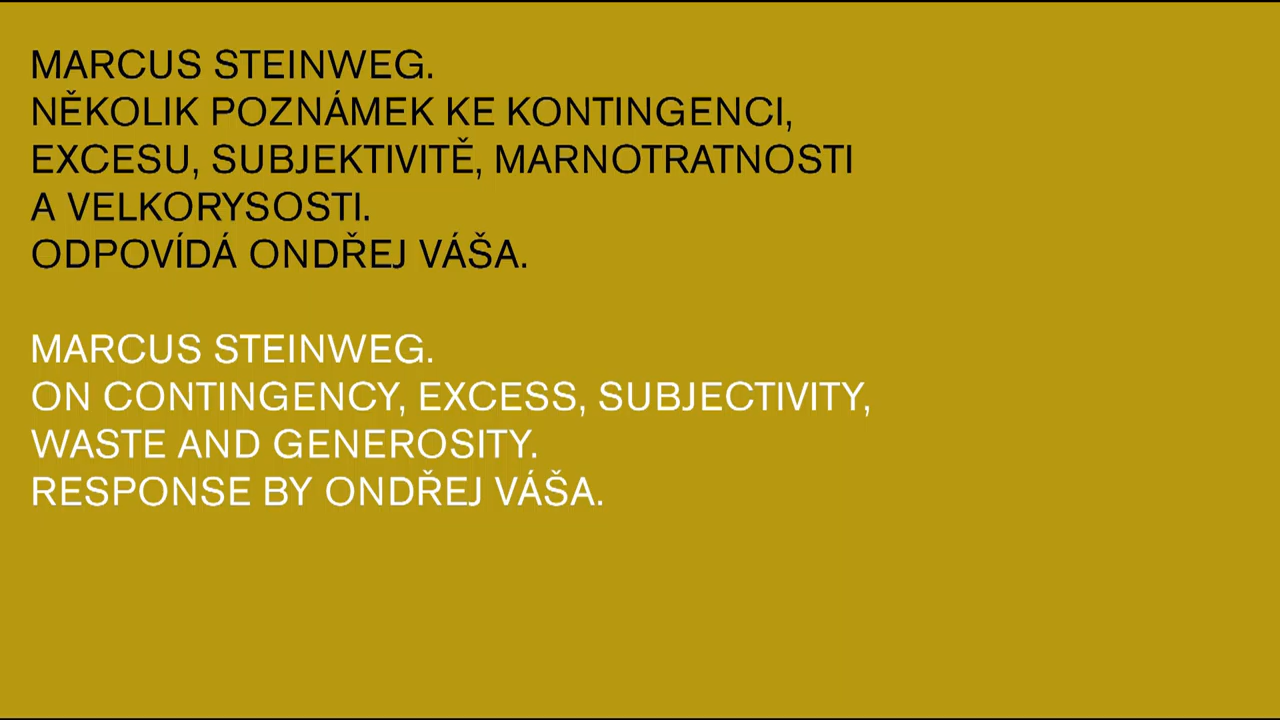 MARCUS STEINWEG.
NĚKOLIK POZNÁMEK KE KONTINGENCI,
EXCESU, SUBJEKTIVITĚ, MARNOTRATNOSTI
A VELKORYSOSTI.
ODPOVÍDÁ ONDŘEJ VÁŠA.
MARCUS STEINWEG.
ON CONTINGENCY, EXCESS, SUBJECTIVITY,
WASTE AND GENEROSITY.
RESPONSE BY ONDŘEJ VÁŠA.